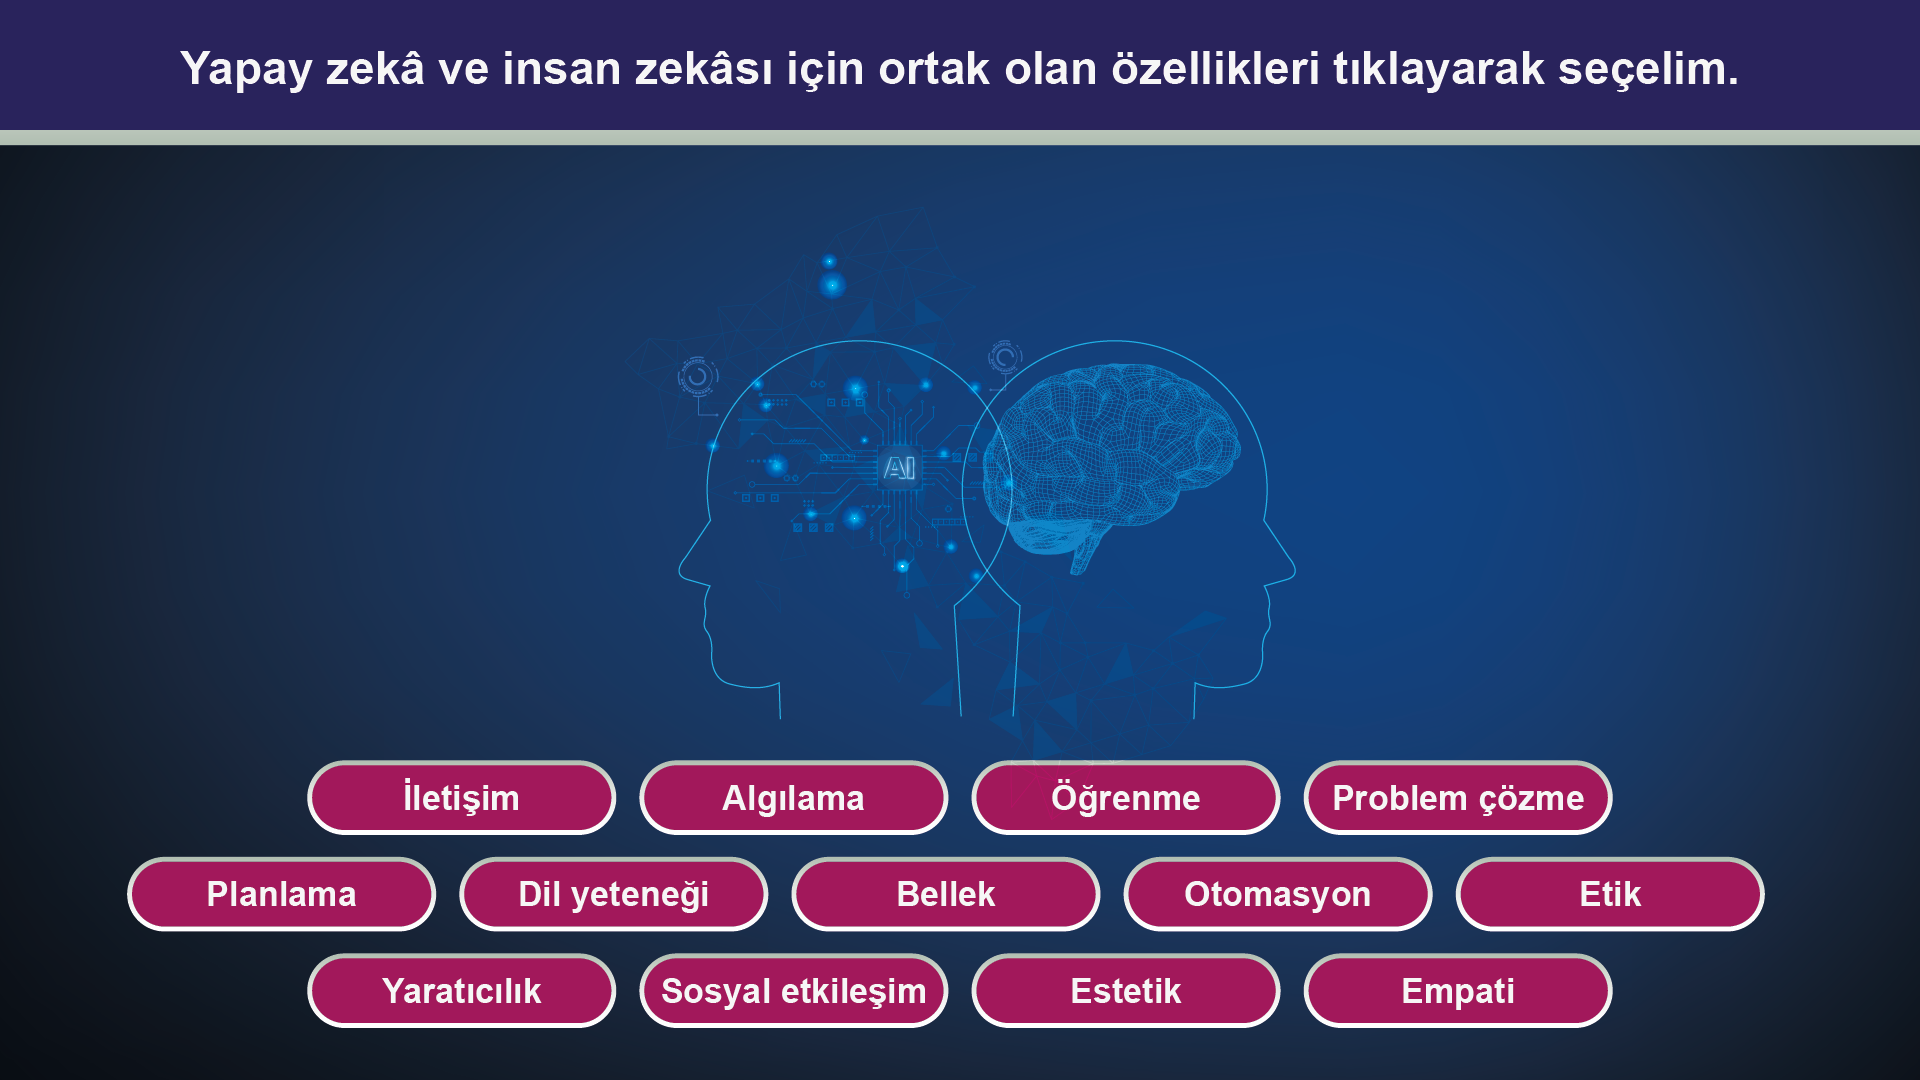 Yapay zekâ ve insan zekâsı için ortak olan özellikleri tıklayarak seçelim.
AI
İletişim
Algılama
Öğrenme
Problem çözme
Planlama
Dil yeteneği
Bellek
Otomasyon
Etik
Yaratıcılık
Sosyal etkileşim
Estetik
Empati